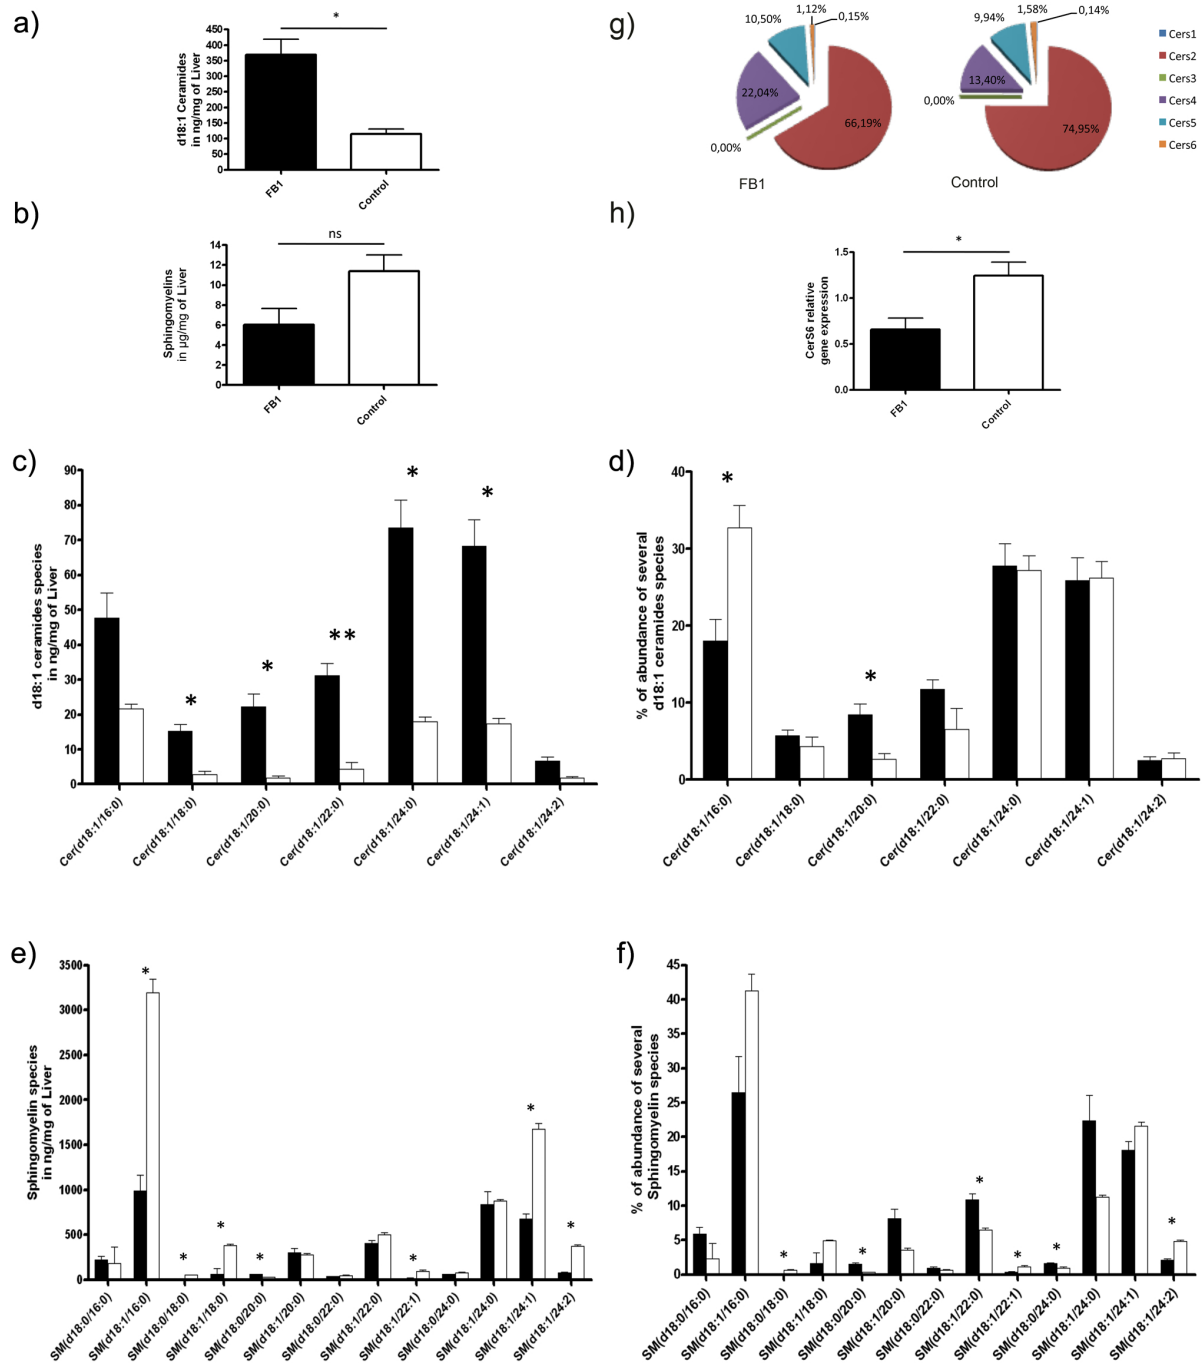 a)
*
d18:1 Ceramides
in ng/mg of Liver
450
400
350
300
250
200
150
100
50
0
FB1
Control
g)
10,50%
1,12%
0,15%
22,04%
66,19%
0,00%
FB1
9,94%
1,58%
0,14%
13,40%
0,00%
74,95%
Control
Cers1
Cers2
Cers3
Cers4
Cers5
Cers6
b)
ns
Sphingomyelins
in µg/mg of Liver
14
12
10
8
6
4
2
0
FB1
Control
h)
*
CerS6 relative
gene expression
1.5
1.0
0.5
0.0
FB1
Control
c)
d18:1 ceramides species
in ng/mg of Liver
90
80
70
60
50
40
30
20
10
0
*
*
**
*
*
Cer(d18:1/16:0)
Cer(d18:1/18:0)
Cer(d18:1/20:0)
Cer(d18:1/22:0)
Cer(d18:1/24:0)
Cer(d18:1/24:1)
Cer(d18:1/24:2)
d)
% of abundance of several
d18:1 ceramides species
40
30
20
10
0
*
*
Cer(d18:1/16:0)
Cer(d18:1/18:0)
Cer(d18:1/20:0)
Cer(d18:1/22:0)
Cer(d18:1/24:0)
Cer(d18:1/24:1)
Cer(d18:1/24:2)
e)
Sphingomyelin species
in ng/mg of Liver
3500
3000
2500
2000
1500
1000
500
0
*
*
*
*
*
*
*
SM(d18:0/16:0)
SM(d18:1/16:0)
SM(d18:0/18:0)
SM(d18:1/18:0)
SM(d18:0/20:0)
SM(d18:1/20:0)
SM(d18:0/22:0)
SM(d18:1/22:0)
SM(d18:1/22:1)
SM(d18:0/24:0)
SM(d18:1/24:0)
SM(d18:1/24:1)
SM(d18:1/24:2)
f)
% of abundance of several
Sphingomyelin species
45
40
35
30
25
20
15
10
5
0
*
*
*
*
*
*
SM(d18:0/16:0)
SM(d18:1/16:0)
SM(d18:0/18:0)
SM(d18:1/18:0)
SM(d18:0/20:0)
SM(d18:1/20:0)
SM(d18:0/22:0)
SM(d18:1/22:0)
SM(d18:1/22:1)
SM(d18:0/24:0)
SM(d18:1/24:0)
SM(d18:1/24:1)
SM(d18:1/24:2)